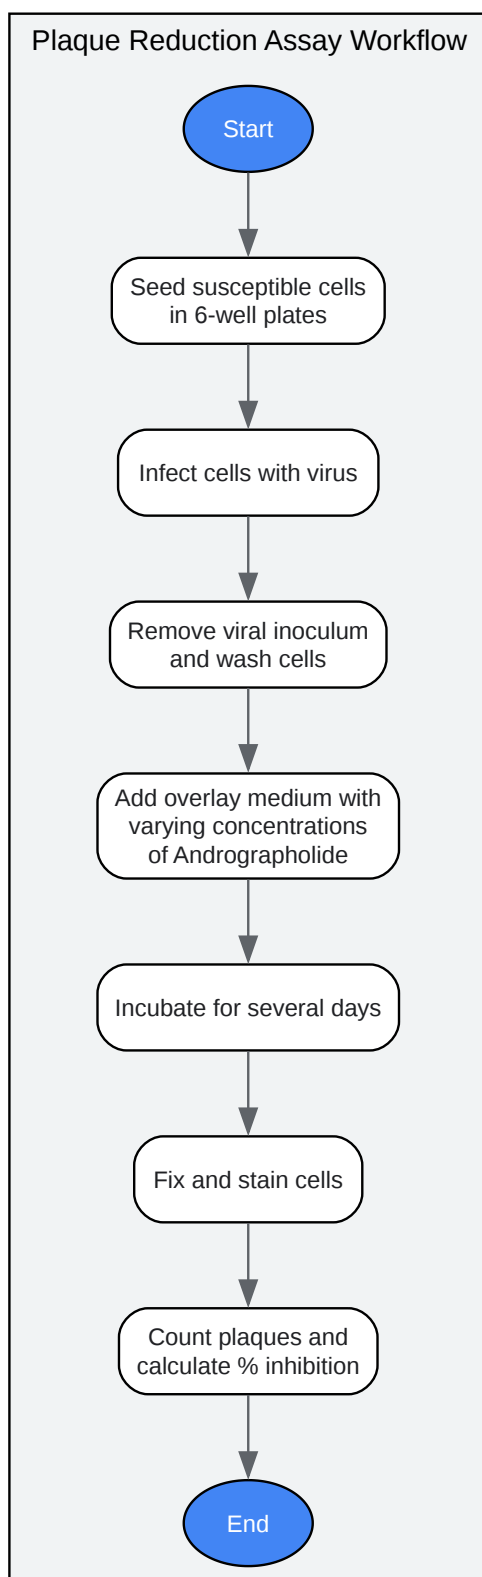 Plaque Reduction Assay Workflow
Start
Seed susceptible cells
in 6-well plates
Infect cells with virus
Remove viral inoculum
and wash cells
Add overlay medium with
varying concentrations
of Andrographolide
Incubate for several days
Fix and stain cells
Count plaques and
calculate % inhibition
End